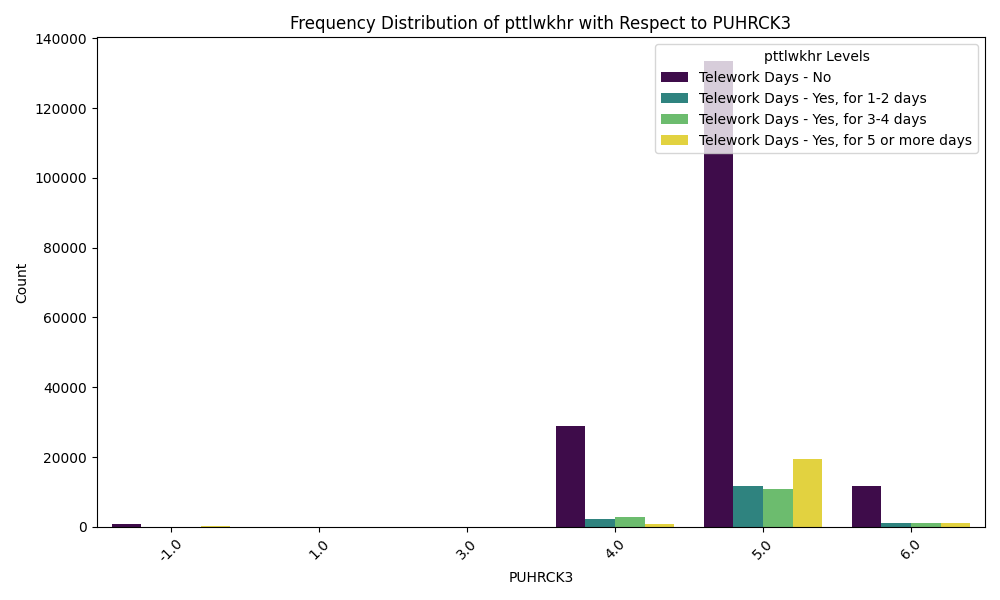 Frequency Distribution of pttlwkhr with Respect to PUHRCK3
140000
120000
100000
80000
60000
40000
20000
0
Count
pttlwkhr Levels
Telework Days - No
Telework Days - Yes, for 1-2 days
Telework Days - Yes, for 3-4 days
Telework Days - Yes, for 5 or more days
-1.0
1.0
3.0
4.0
5.0
6.0
PUHRCK3